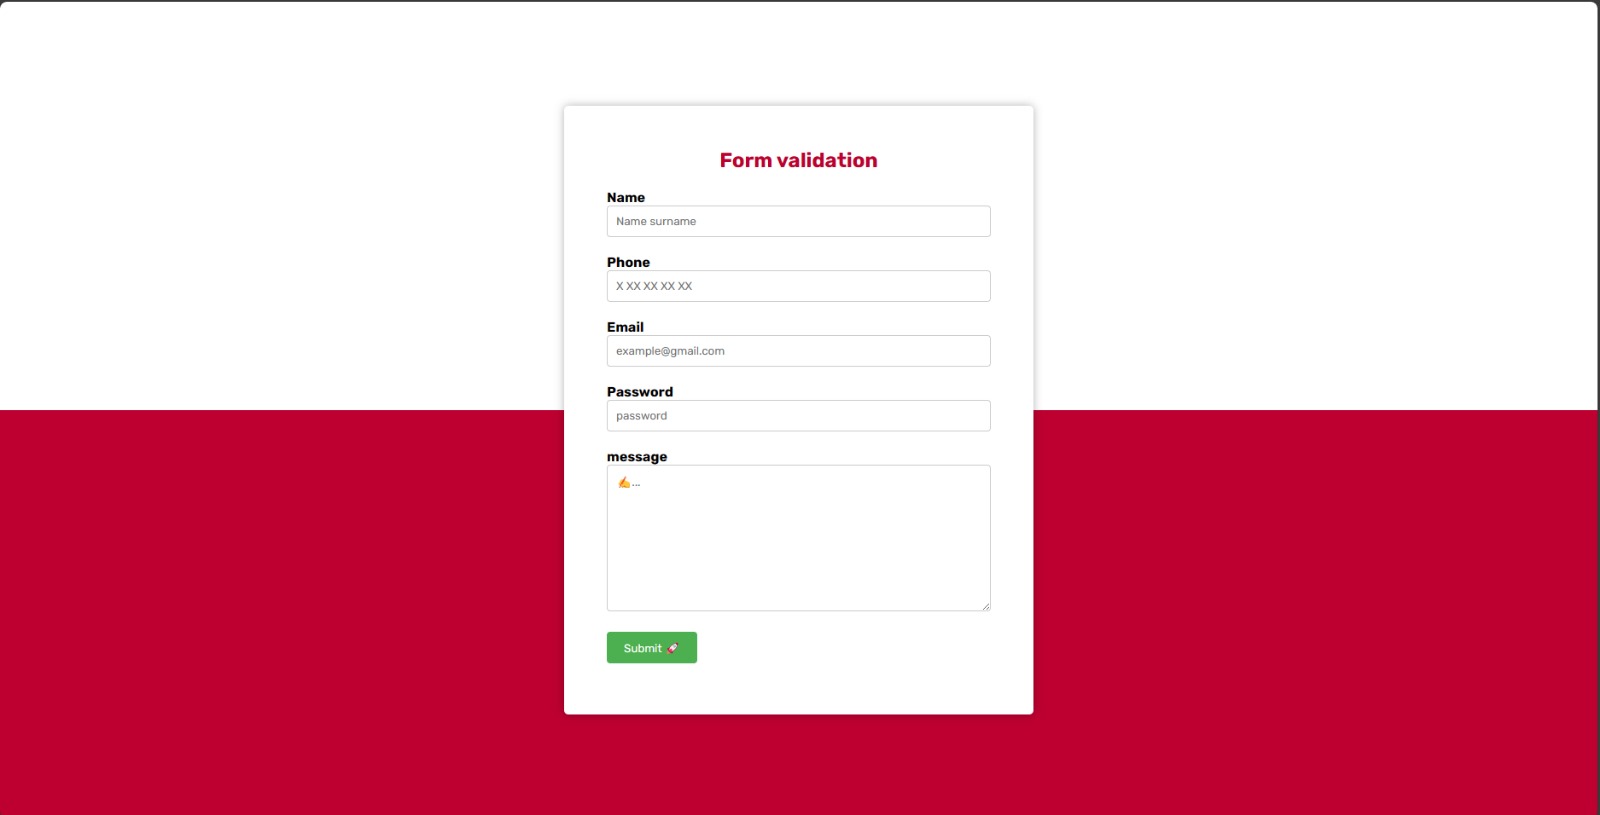 Form validation
Name
Name surname
Phone
X XX XX XX XX
Email
example@gmail.com
Password
password
message
✍️...
Submit 🚀